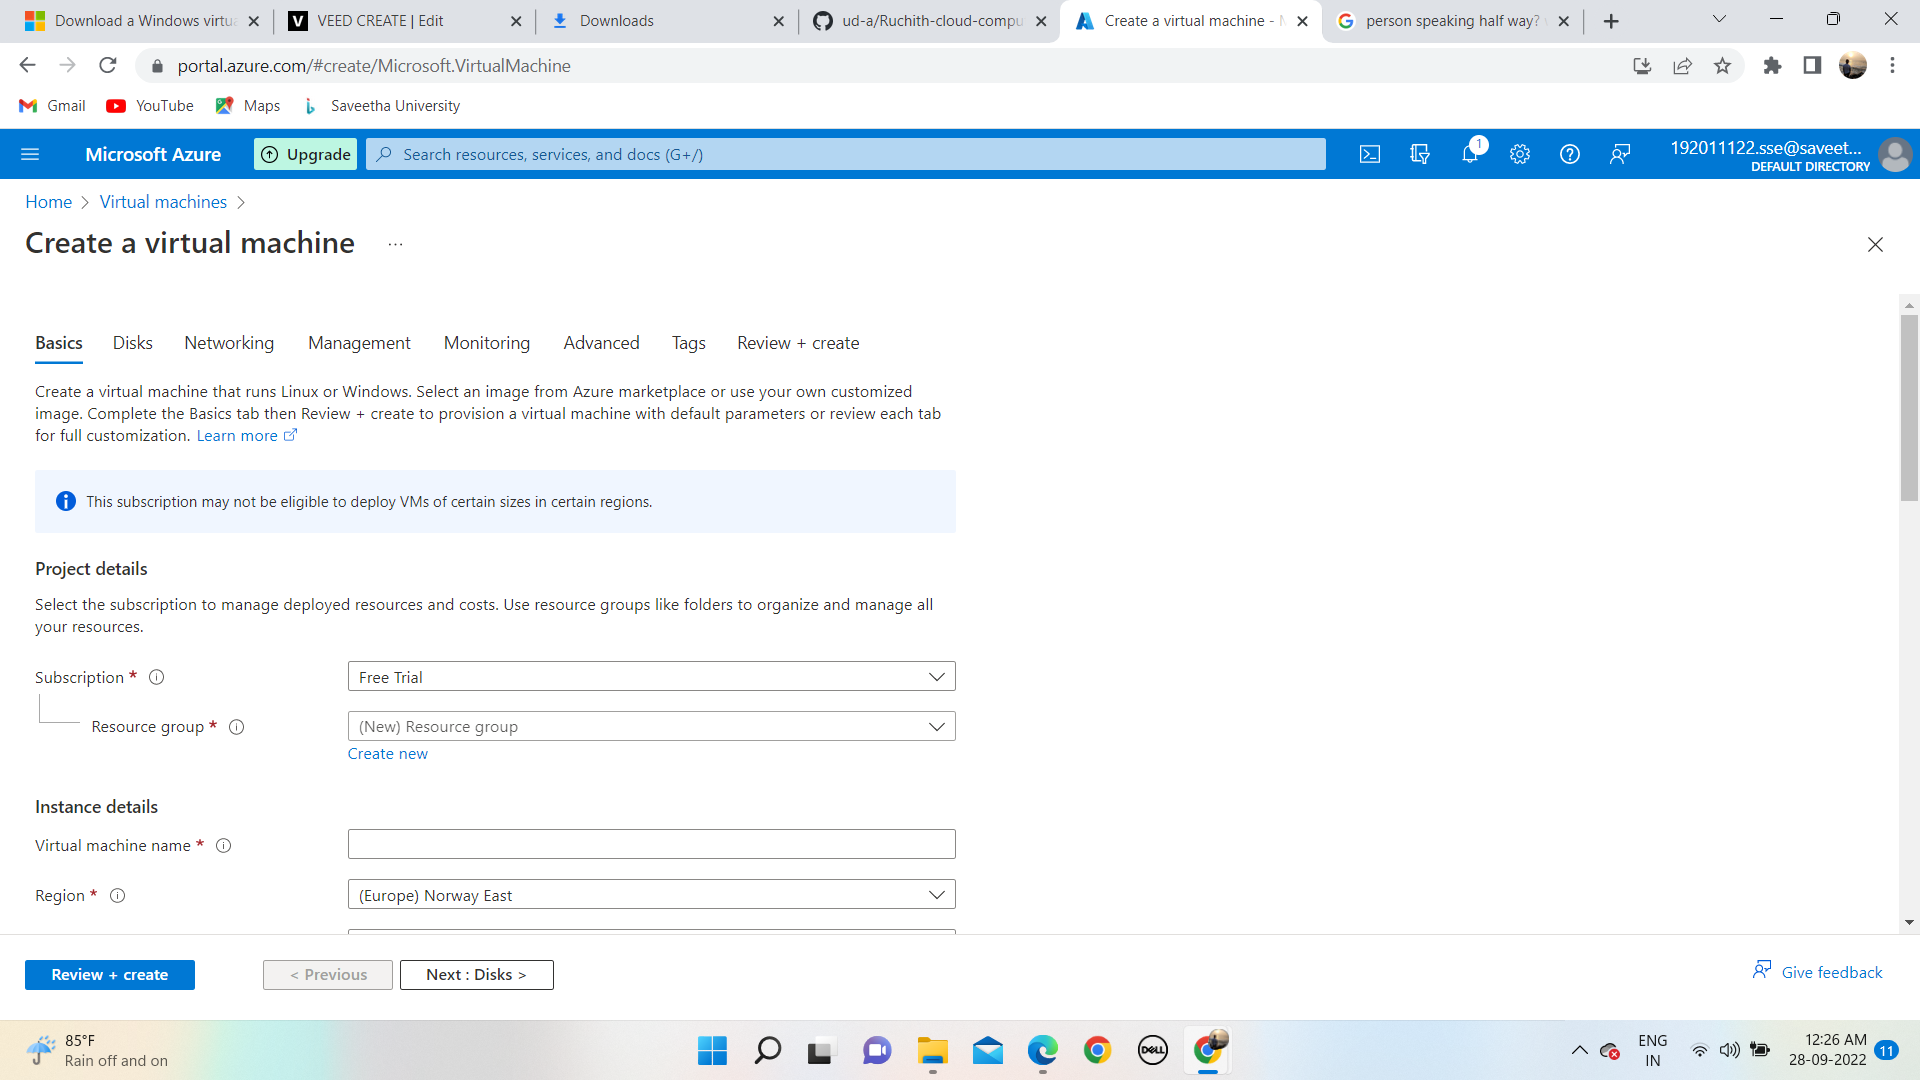 Download a Windows virtu
VEED CREATE | Edit
Downloads
ud-a/Ruchith-cloud-compu
Create a virtual machine - M
person speaking half way? v
portal.azure.com/#create/Microsoft.VirtualMachine
Gmail
YouTube
Maps
Saveetha University
Microsoft Azure
Upgrade
Search resources, services, and docs (G+/)
1
192011122.sse@saveet...
DEFAULT DIRECTORY
Home
Virtual machines
Create a virtual machine
...
Basics
Disks
Networking
Management
Monitoring
Advanced
Tags
Review + create
Create a virtual machine that runs Linux or Windows. Select an image from Azure marketplace or use your own customized
image. Complete the Basics tab then Review + create to provision a virtual machine with default parameters or review each tab
for full customization. Learn more
This subscription may not be eligible to deploy VMs of certain sizes in certain regions.
Project details
Select the subscription to manage deployed resources and costs. Use resource groups like folders to organize and manage all
your resources.
Subscription *
Free Trial
Resource group *
(New) Resource group
Create new
Instance details
Virtual machine name *
Region *
(Europe) Norway East
Review + create
< Previous
Next : Disks >
Give feedback
85°F
Rain off and on
DELL
ENG
IN
12:26 AM
28-09-2022
11